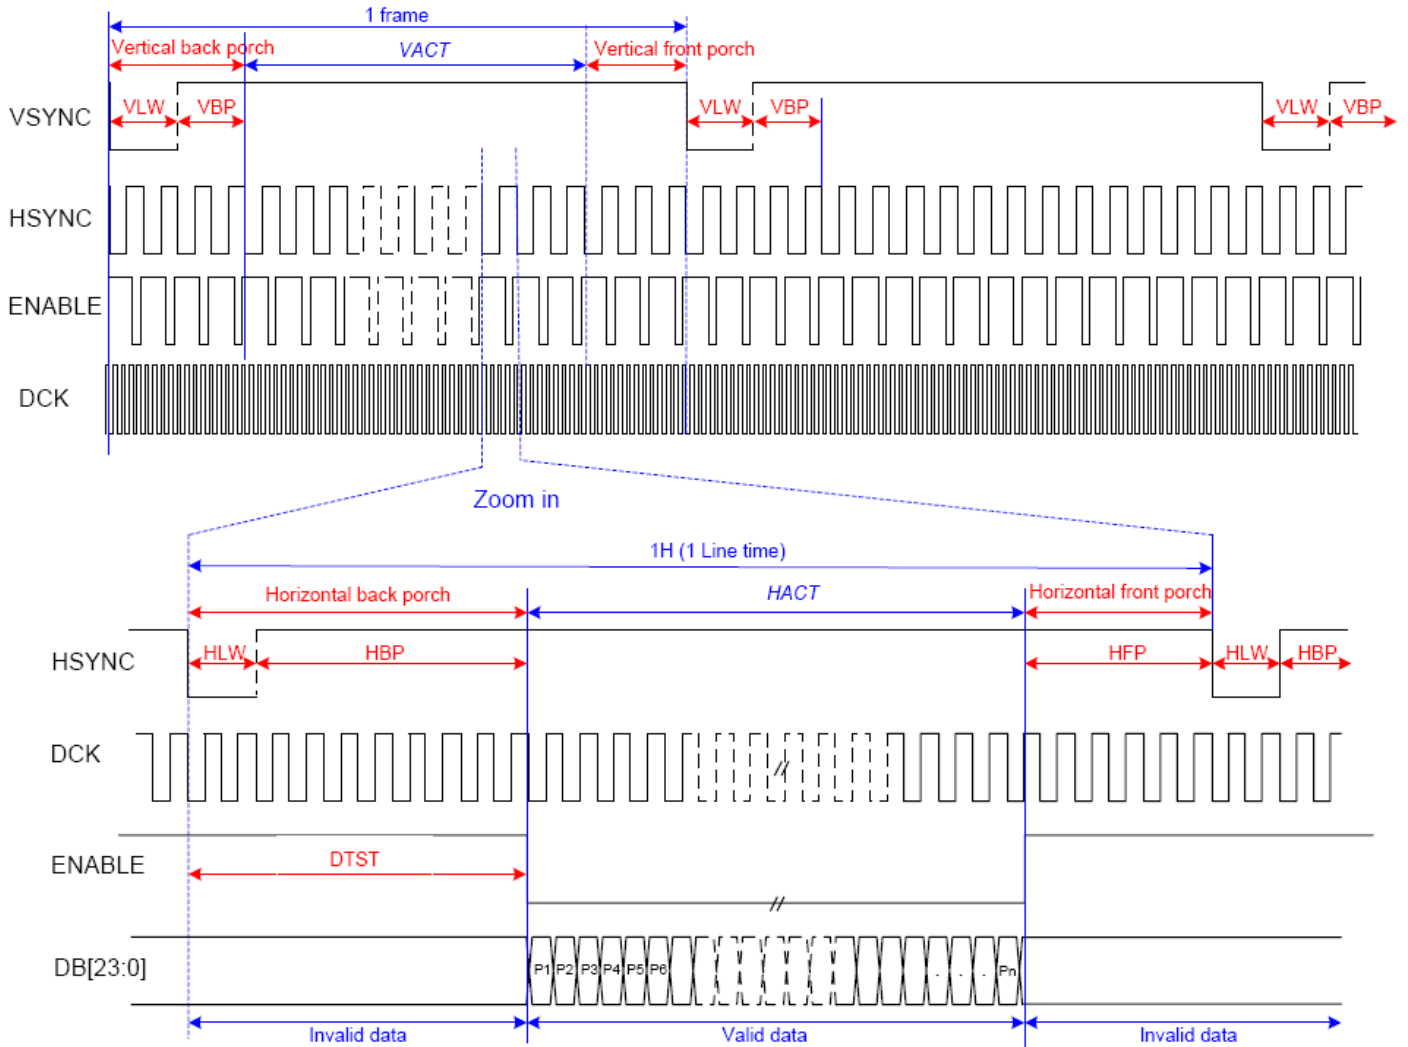 1 frame
Vertical back porch VACT Vertical front porch
VSYNC VLW VBP VLW VBP VLW VBP
HSYNC
ENABLE
DCK
Zoom in
1H (1 Line time)
Horizontal back porch HACT Horizontal front porch
HSYNC HLW HBP HFP HLW HBP
DCK //
ENABLE DTST
//
DB[23:0] P1 P2 P3 P4 P5 P6 . . . Pn
Invalid data Valid data Invalid data